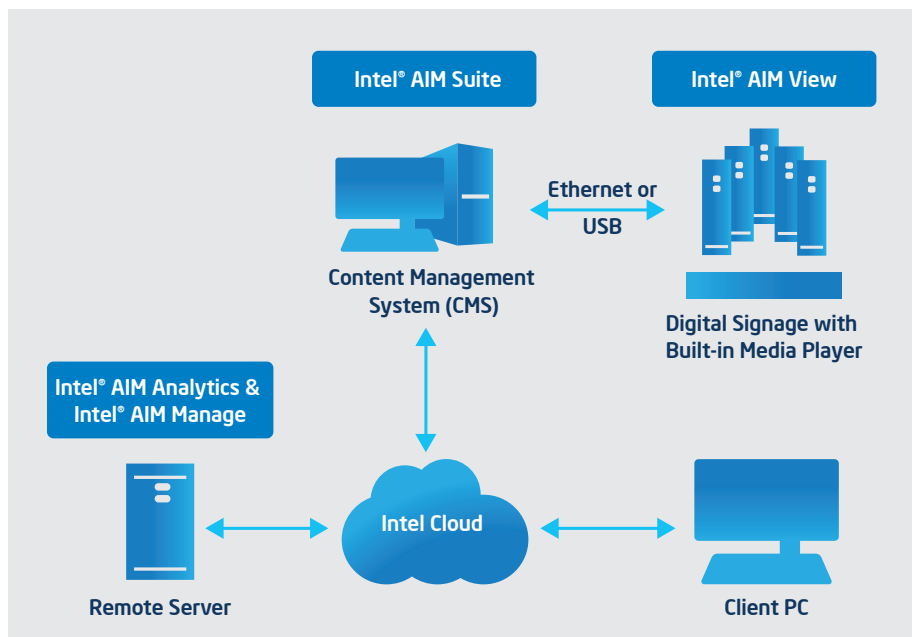 Intel® AIM Suite
Intel® AIM View
Ethernet or
USB
Content Management
System (CMS)
Digital Signage with
Built-in Media Player
Intel® AIM Analytics &
Intel® AIM Manage
Intel Cloud
Remote Server
Client PC